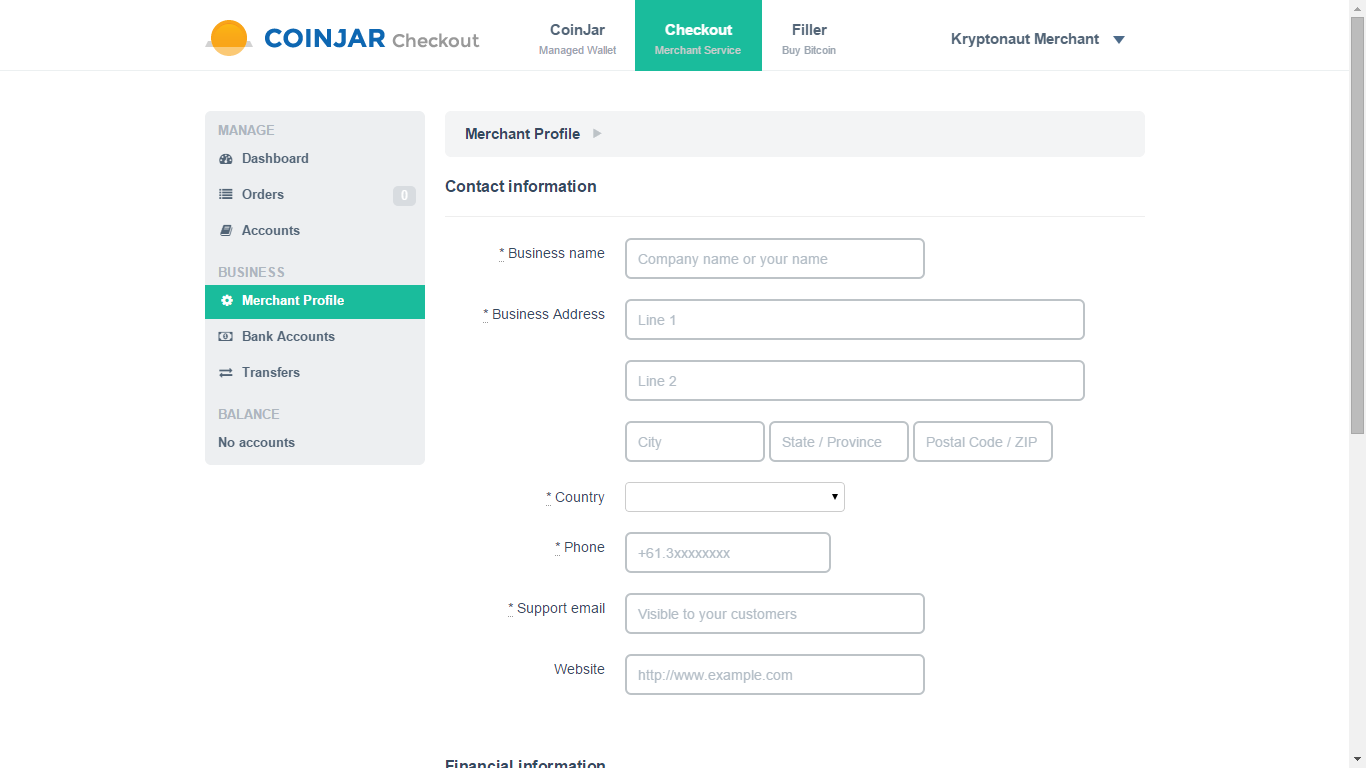 COINJAR Checkout
CoinJar
Managed Wallet
Checkout
Merchant Service
Filler
Buy Bitcoin
Kryptonaut Merchant
MANAGE
Dashboard
Orders 0
Accounts
BUSINESS
Merchant Profile
Bank Accounts
Transfers
BALANCE
No accounts
Merchant Profile
Contact information
* Business name
Company name or your name
* Business Address
Line 1
Line 2
City State / Province Postal Code / ZIP
* Country
* Phone
+61.3xxxxxxxx
* Support email
Visible to your customers
Website
http://www.example.com
Financial information